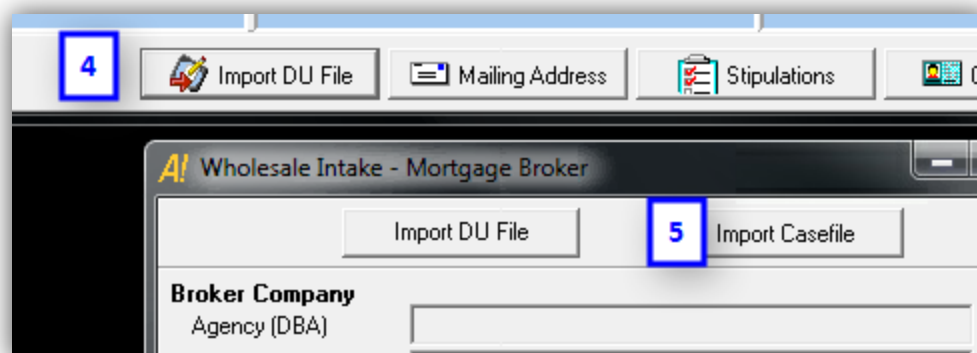 4 Import DU File Mailing Address Stipulations
A! Wholesale Intake - Mortgage Broker
Import DU File 5 Import Casefile
Broker Company
Agency (DBA)